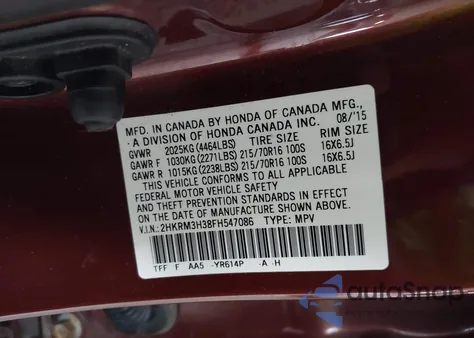 MFD. IN CANADA BY HONDA OF CANADA MFG.,
A DIVISION OF HONDA CANADA INC. 08/'15
GVWR 2025KG (4464LBS) TIRE SIZE RIM SIZE
GAWR F 1030KG (2271LBS) 215/70R16 100S 16X6.5J
GAWR R 1015KG (2238LBS) 215/70R16 100S 16X6.5J
THIS VEHICLE CONFORMS TO ALL APPLICABLE
FEDERAL MOTOR VEHICLE SAFETY
AND THEFT PREVENTION STANDARDS IN EFFECT ON
THE DATE OF MANUFACTURE SHOWN ABOVE.
V.I.N.: 2HKRM3H38FH547086 TYPE: MPV
TFF F AA5 -YR614P -A -H
autoSnap